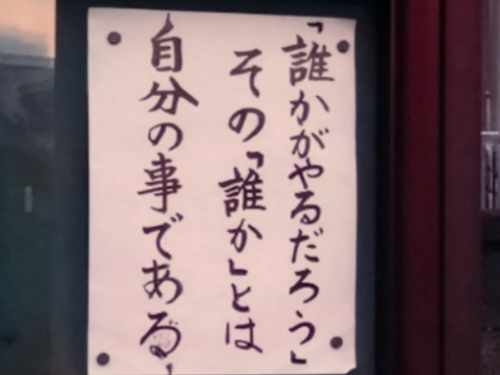 「誰かがやるだろう」
その「誰か」とは
自分の事である